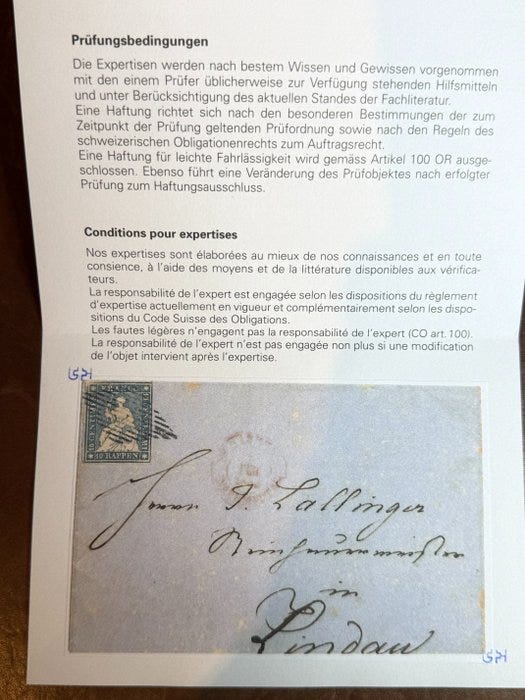 Prüfungsbedingungen
Die Expertisen werden nach bestem Wissen und Gewissen vorgenommen
mit den einem Prüfer üblicherweise zur Verfügung stehenden Hilfsmitteln
und unter Berücksichtigung des aktuellen Standes der Fachliteratur.
Eine Haftung richtet sich nach den besonderen Bestimmungen der zum
Zeitpunkt der Prüfung geltenden Prüfordnung sowie nach den Regeln des
schweizerischen Obligationenrechts zum Auftragsrecht.
Eine Haftung für leichte Fahrlässigkeit wird gemäss Artikel 100 OR ausge-
schlossen. Ebenso führt eine Veränderung des Prüfobjektes nach erfolgter
Prüfung zum Haftungsausschluss.
Conditions pour expertises
Nos expertises sont élaborées au mieux de nos connaissances et en toute
consience, à l'aide des moyens et de la littérature disponibles aux vérifica-
teurs.
La responsabilité de l'expert est engagée selon les dispositions du règlement
d'expertise actuellement en vigueur et complémentairement selon les dispo-
sitions du Code Suisse des Obligations.
Les fautes légères n'engagent pas la responsabilité de l'expert (CO art. 100).
La responsabilité de l'expert n'est pas engagée non plus si une modification
de l'objet intervient après l'expertise.
10 RAPPEN
Herrn J. Lallinger
in
Lindau